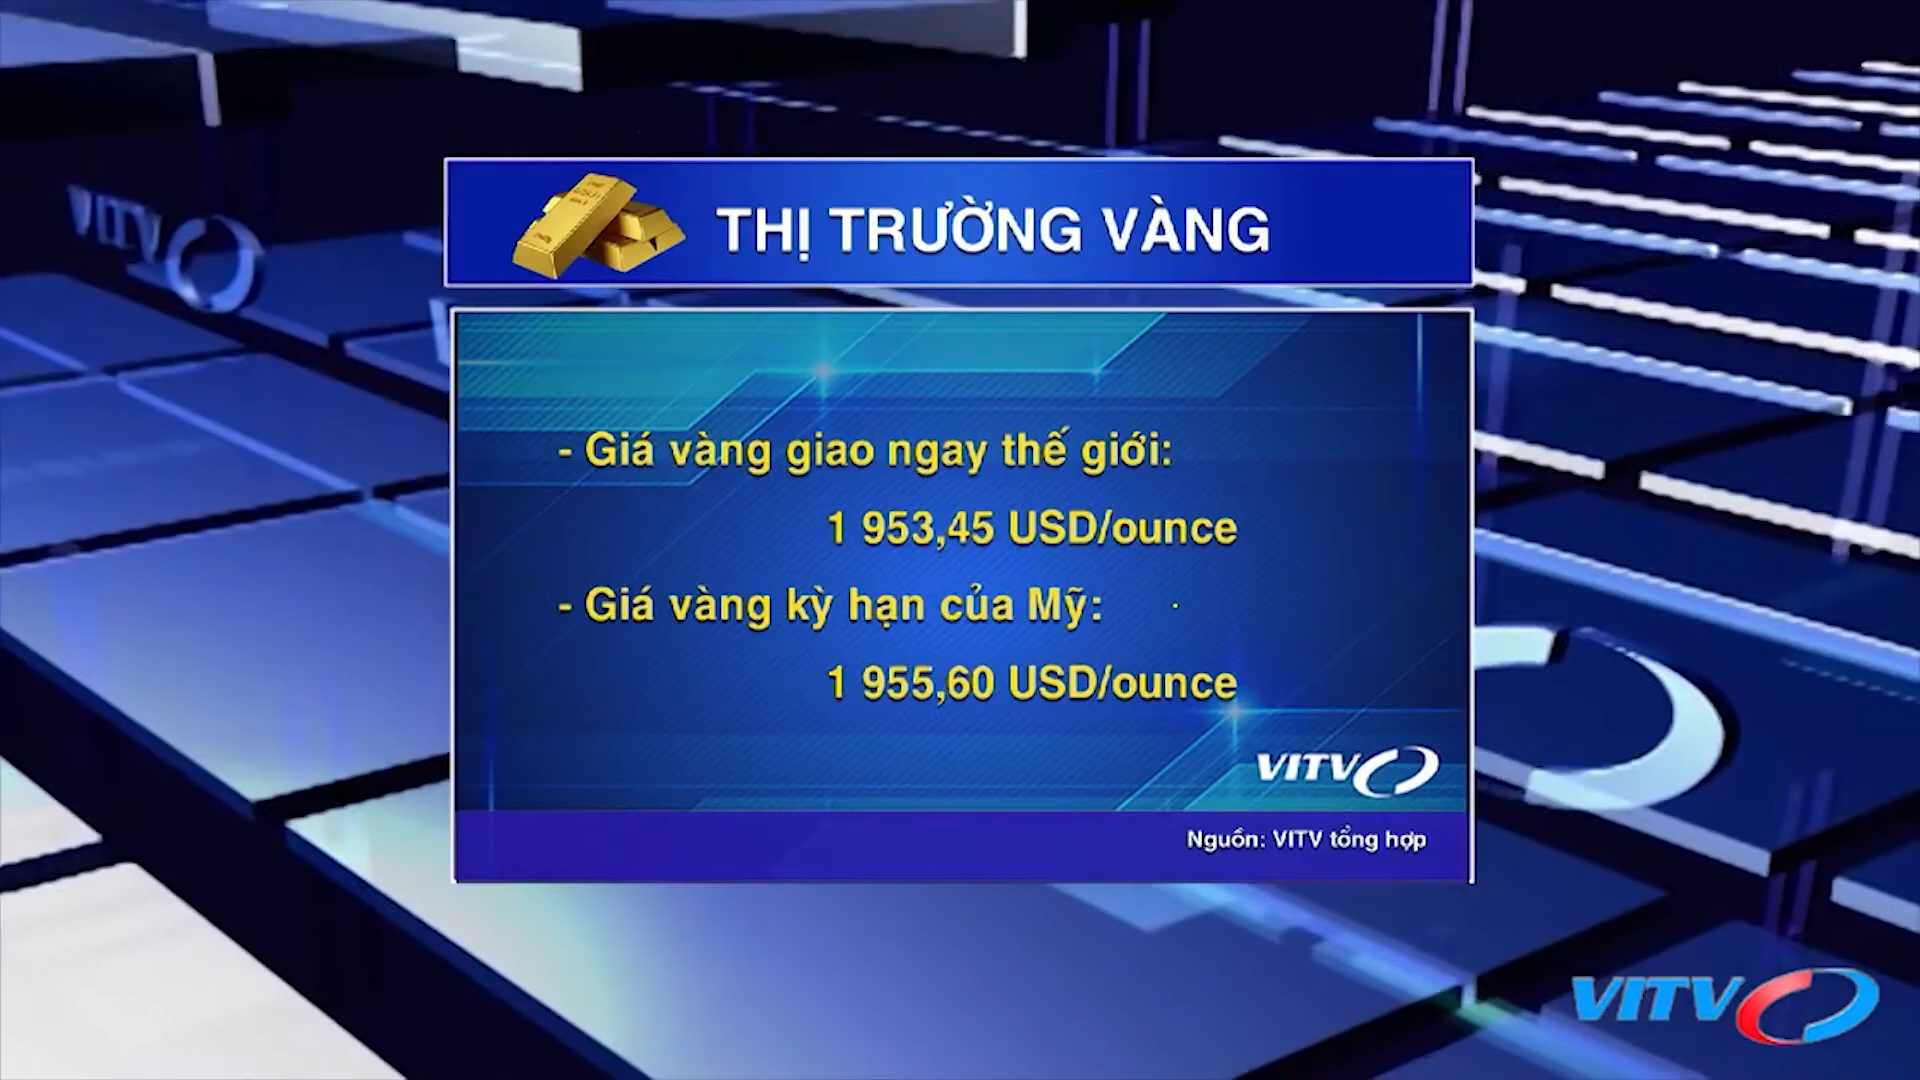 VITV
THỊ TRƯỜNG VÀNG
- Giá vàng giao ngay thế giới:
1 953,45 USD/ounce
- Giá vàng kỳ hạn của Mỹ:
1 955,60 USD/ounce
VITV
Nguồn: VITV tổng hợp
VITV